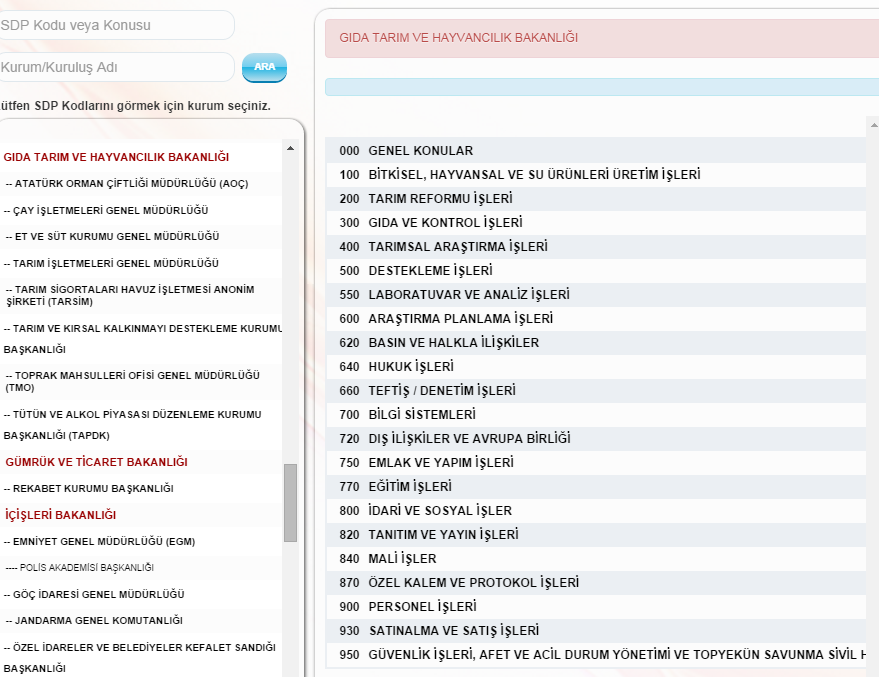 SDP Kodu veya Konusu
Kurum/Kuruluş Adı
ARA
ütfen SDP Kodlarını görmek için kurum seçiniz.
GIDA TARIM VE HAYVANCILIK BAKANLIĞI
-- ATATÜRK ORMAN ÇİFTLİĞİ MÜDÜRLÜĞÜ (AOÇ)
-- ÇAY İŞLETMELERİ GENEL MÜDÜRLÜĞÜ
-- ET VE SÜT KURUMU GENEL MÜDÜRLÜĞÜ
-- TARIM İŞLETMELERİ GENEL MÜDÜRLÜĞÜ
-- TARIM SİGORTALARI HAVUZ İŞLETMESİ ANONİM
ŞİRKETİ (TARSİM)
-- TARIM VE KIRSAL KALKINMAYI DESTEKLEME KURUMU
BAŞKANLIĞI
-- TOPRAK MAHSULLERİ OFİSİ GENEL MÜDÜRLÜĞÜ
(TMO)
-- TÜTÜN VE ALKOL PİYASASI DÜZENLEME KURUMU
BAŞKANLIĞI (TAPDK)
GÜMRÜK VE TİCARET BAKANLIĞI
-- REKABET KURUMU BAŞKANLIĞI
İÇİŞLERİ BAKANLIĞI
-- EMNİYET GENEL MÜDÜRLÜĞÜ (EGM)
---- POLİS AKADEMİSİ BAŞKANLIĞI
-- GÖÇ İDARESİ GENEL MÜDÜRLÜĞÜ
-- JANDARMA GENEL KOMUTANLIĞI
-- ÖZEL İDARELER VE BELEDİYELER KEFALET SANDIĞI
BAŞKANLIĞI
GIDA TARIM VE HAYVANCILIK BAKANLIĞI
000 GENEL KONULAR
100 BİTKİSEL, HAYVANSAL VE SU ÜRÜNLERİ ÜRETİM İŞLERİ
200 TARIM REFORMU İŞLERİ
300 GIDA VE KONTROL İŞLERİ
400 TARIMSAL ARAŞTIRMA İŞLERİ
500 DESTEKLEME İŞLERİ
550 LABORATUVAR VE ANALİZ İŞLERİ
600 ARAŞTIRMA PLANLAMA İŞLERİ
620 BASIN VE HALKLA İLİŞKİLER
640 HUKUK İŞLERİ
660 TEFTİŞ / DENETİM İŞLERİ
700 BİLGİ SİSTEMLERİ
720 DIŞ İLİŞKİLER VE AVRUPA BİRLİĞİ
750 EMLAK VE YAPIM İŞLERİ
770 EĞİTİM İŞLERİ
800 İDARİ VE SOSYAL İŞLER
820 TANITIM VE YAYIN İŞLERİ
840 MALİ İŞLER
870 ÖZEL KALEM VE PROTOKOL İŞLERİ
900 PERSONEL İŞLERİ
930 SATINALMA VE SATIŞ İŞLERİ
950 GÜVENLİK İŞLERİ, AFET VE ACİL DURUM YÖNETİMİ VE TOPYEKÜN SAVUNMA SİVİL H